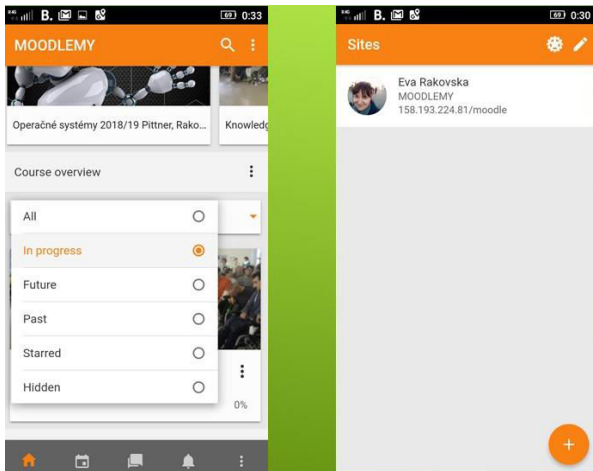 B. 69 0:33
MOODLEMY
Operačné systémy 2018/19 Pittner, Rako...
Knowledg
Course overview
All
In progress
Future
Past
Starred
Hidden
0%
B. 69 0:30
Sites
Eva Rakovska
MOODLEMY
158.193.224.81/moodle